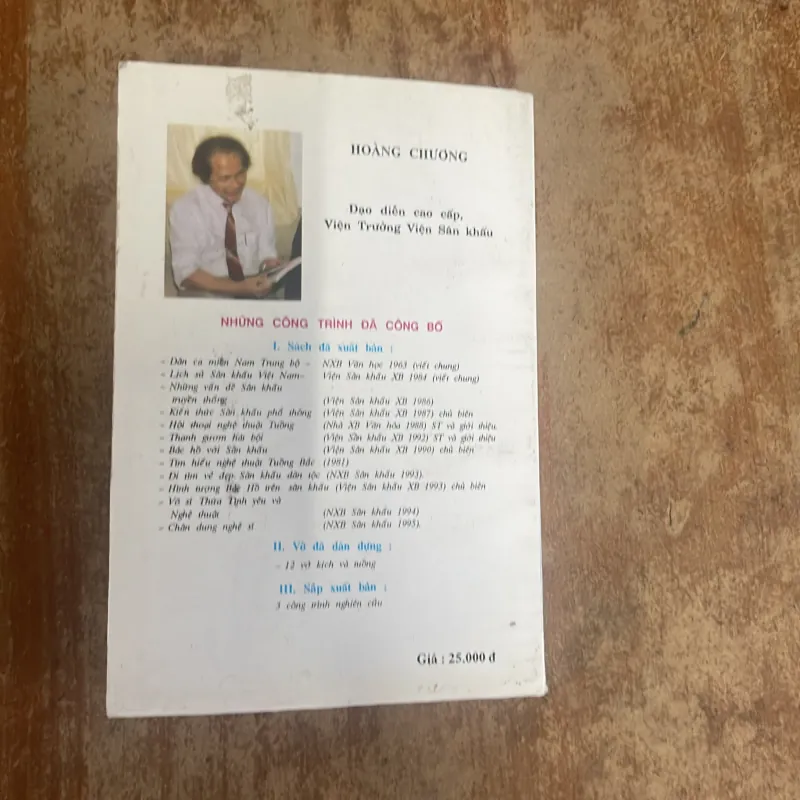 HOÀNG CHƯƠNG
Đạo diễn cao cấp,
Viện Trưởng Viện Sân khấu
NHỮNG CÔNG TRÌNH ĐÃ CÔNG BỐ
I. Sách đã xuất bản :
- Dân ca miền Nam Trung bộ - NXB Văn học 1963 (viết chung)
- Lịch sử Sân khấu Việt Nam- Viện Sân khấu XB 1984 (viết chung)
- Những vấn đề Sân khấu
truyền thống (Viện Sân khấu XB 1986)
- Kiến thức Sân khấu phổ thông (Viện Sân khấu XB 1987) chủ biên
- Hội thoại nghệ thuật Tuồng (Nhà XB Văn hóa 1988) ST và giới thiệu.
- Thanh gươm hát bội (Viện Sân khấu XB 1992) ST và giới thiệu
- Bác hồ với Sân khấu (Viện Sân khấu XB 1990) chủ biên
- Tìm hiểu nghệ thuật Tuồng Bắc (1981)
- Đi tìm vẻ đẹp Sân khấu dân tộc (NXB Sân khấu 1993).
- Hình tượng Bác Hồ trên sân khấu (Viện Sân khấu XB 1993) chủ biên
- Võ sĩ Thừa Tình yêu và
Nghệ thuật (NXB Sân khấu 1994)
- Chân dung nghệ sĩ (NXB Sân khấu 1995).
II. Vở đã dàn dựng :
- 12 vở kịch và tuồng
III. Sắp xuất bản :
3 công trình nghiên cứu
Giá : 25.000 đ